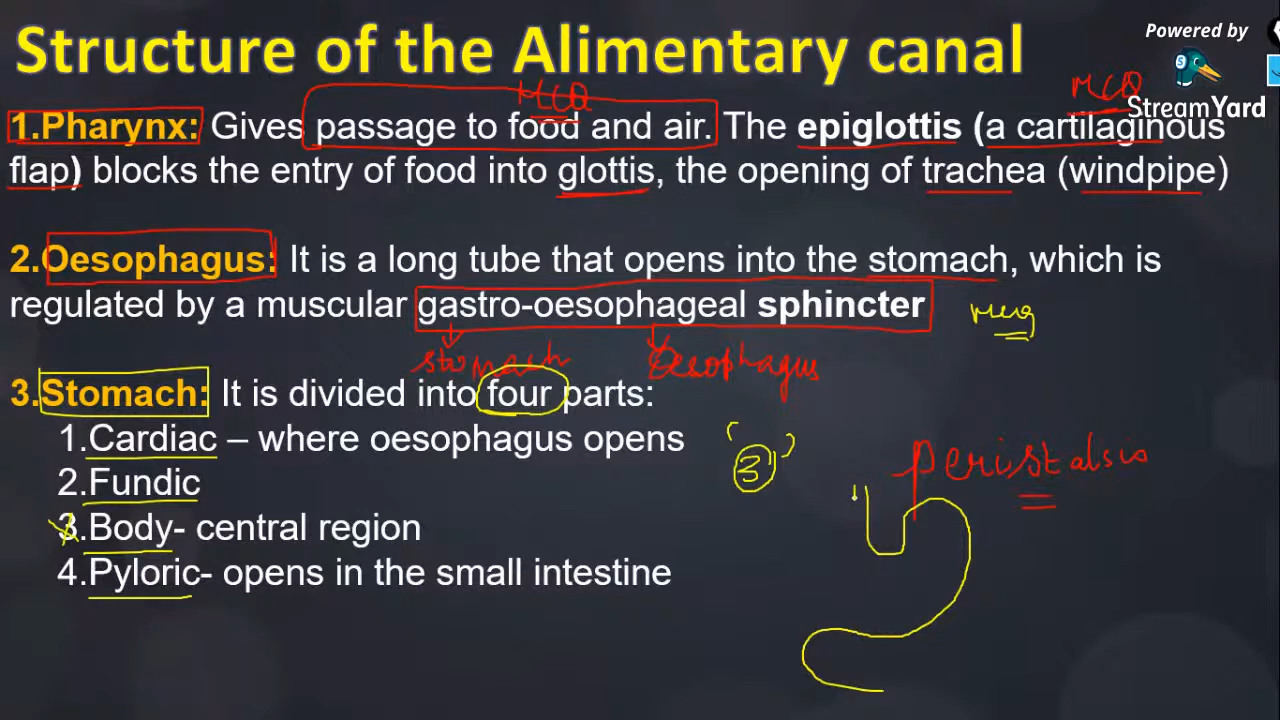 Structure of the Alimentary canal
Powered by
StreamYard
MCQ
MCQ
1.Pharynx: Gives passage to food and air. The epiglottis (a cartilaginous
flap) blocks the entry of food into glottis, the opening of trachea (windpipe)
2.Oesophagus: It is a long tube that opens into the stomach, which is
regulated by a muscular gastro-oesophageal sphincter
stomach
Oesophagus
3.Stomach: It is divided into four parts:
1.Cardiac – where oesophagus opens
2.Fundic
3.Body- central region
4.Pyloric- opens in the small intestine
3
peristalsis